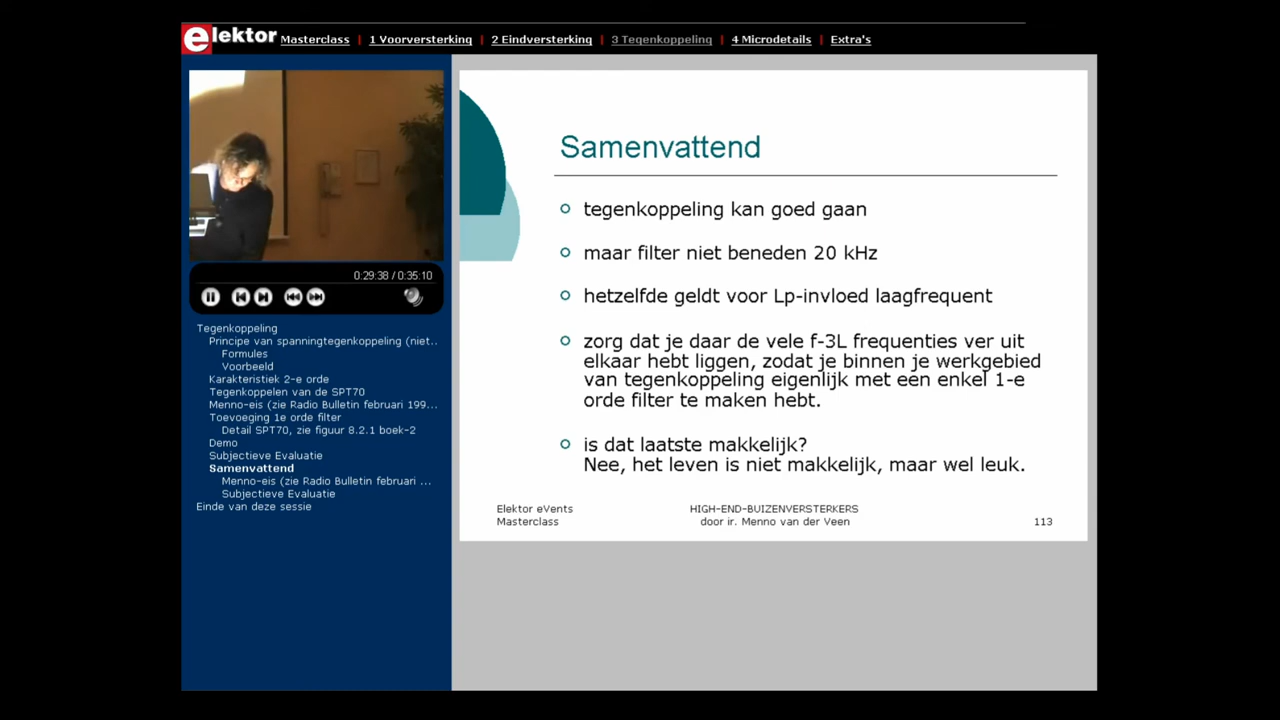 elektor Masterclass | 1 Voorversterking | 2 Eindversterking | 3 Tegenkoppeling | 4 Microdetails | Extra's
0:29:38 / 0:35:10
Tegenkoppeling
Principe van spanningtegenkoppeling (niet..
Formules
Voorbeeld
Karakteristiek 2-e orde
Tegenkoppelen van de SPT70
Menno-eis (zie Radio Bulletin februari 199...
Toevoeging 1e orde filter
Detail SPT70, zie figuur 8.2.1 boek-2
Demo
Subjectieve Evaluatie
Samenvattend
Menno-eis (zie Radio Bulletin februari ...
Subjectieve Evaluatie
Einde van deze sessie
Samenvattend
tegenkoppeling kan goed gaan
maar filter niet beneden 20 kHz
hetzelfde geldt voor Lp-invloed laagfrequent
zorg dat je daar de vele f-3L frequenties ver uit
elkaar hebt liggen, zodat je binnen je werkgebied
van tegenkoppeling eigenlijk met een enkel 1-e
orde filter te maken hebt.
is dat laatste makkelijk?
Nee, het leven is niet makkelijk, maar wel leuk.
Elektor eVents
Masterclass
HIGH-END-BUIZENVERSTERKERS
door ir. Menno van der Veen
113